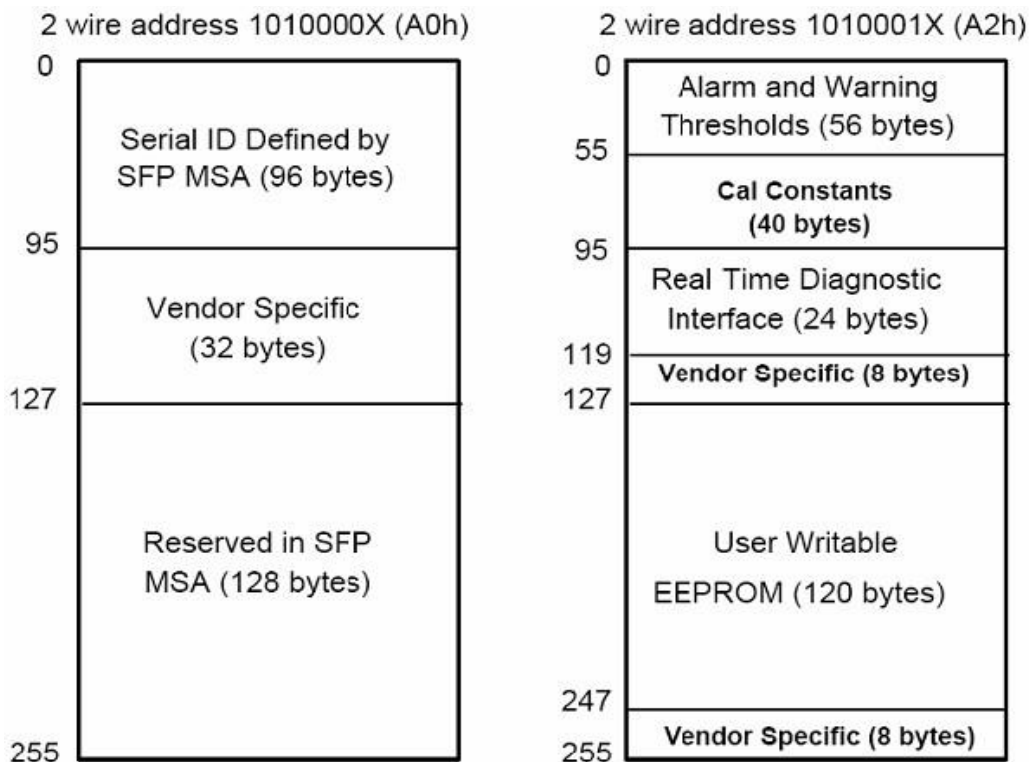 2 wire address 1010000X (A0h)
0
Serial ID Defined by
SFP MSA (96 bytes)
95
Vendor Specific
(32 bytes)
127
Reserved in SFP
MSA (128 bytes)
255
2 wire address 1010001X (A2h)
0
Alarm and Warning
Thresholds (56 bytes)
55
Cal Constants
(40 bytes)
95
Real Time Diagnostic
Interface (24 bytes)
119
Vendor Specific (8 bytes)
127
User Writable
EEPROM (120 bytes)
247
Vendor Specific (8 bytes)
255